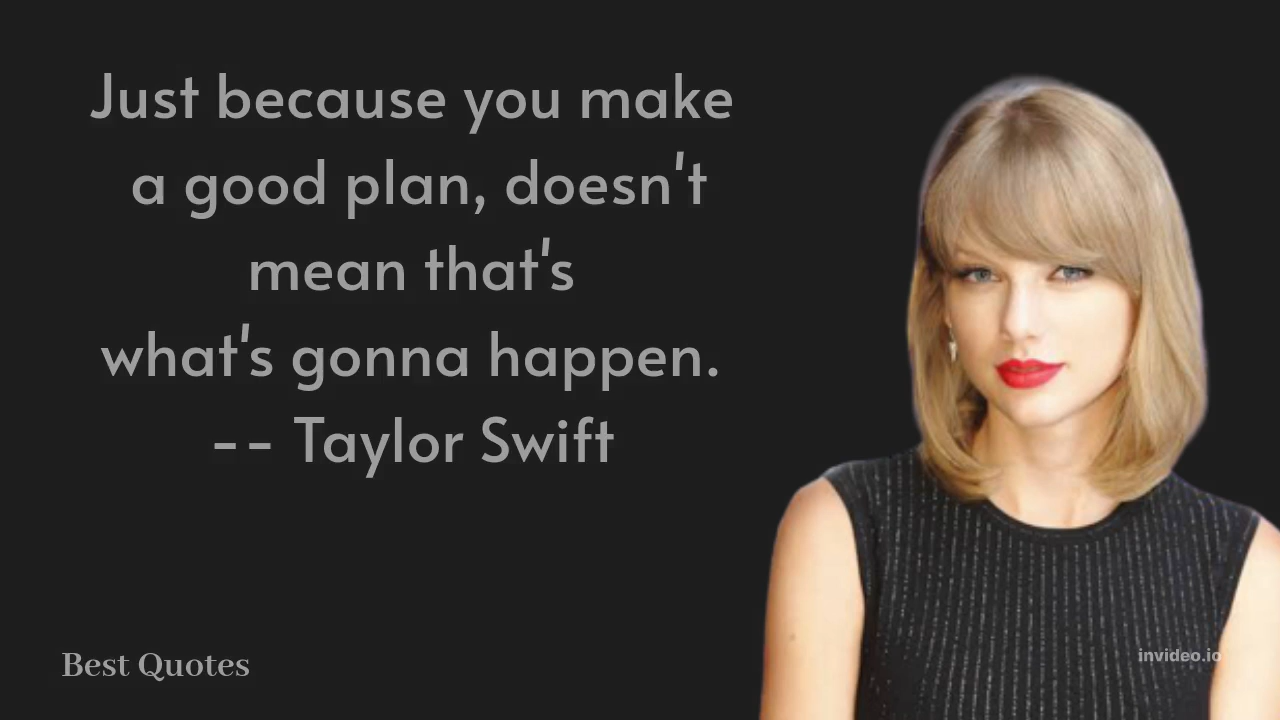 Just because you make
a good plan, doesn't
mean that's
what's gonna happen.
-- Taylor Swift
Best Quotes
invideo.io